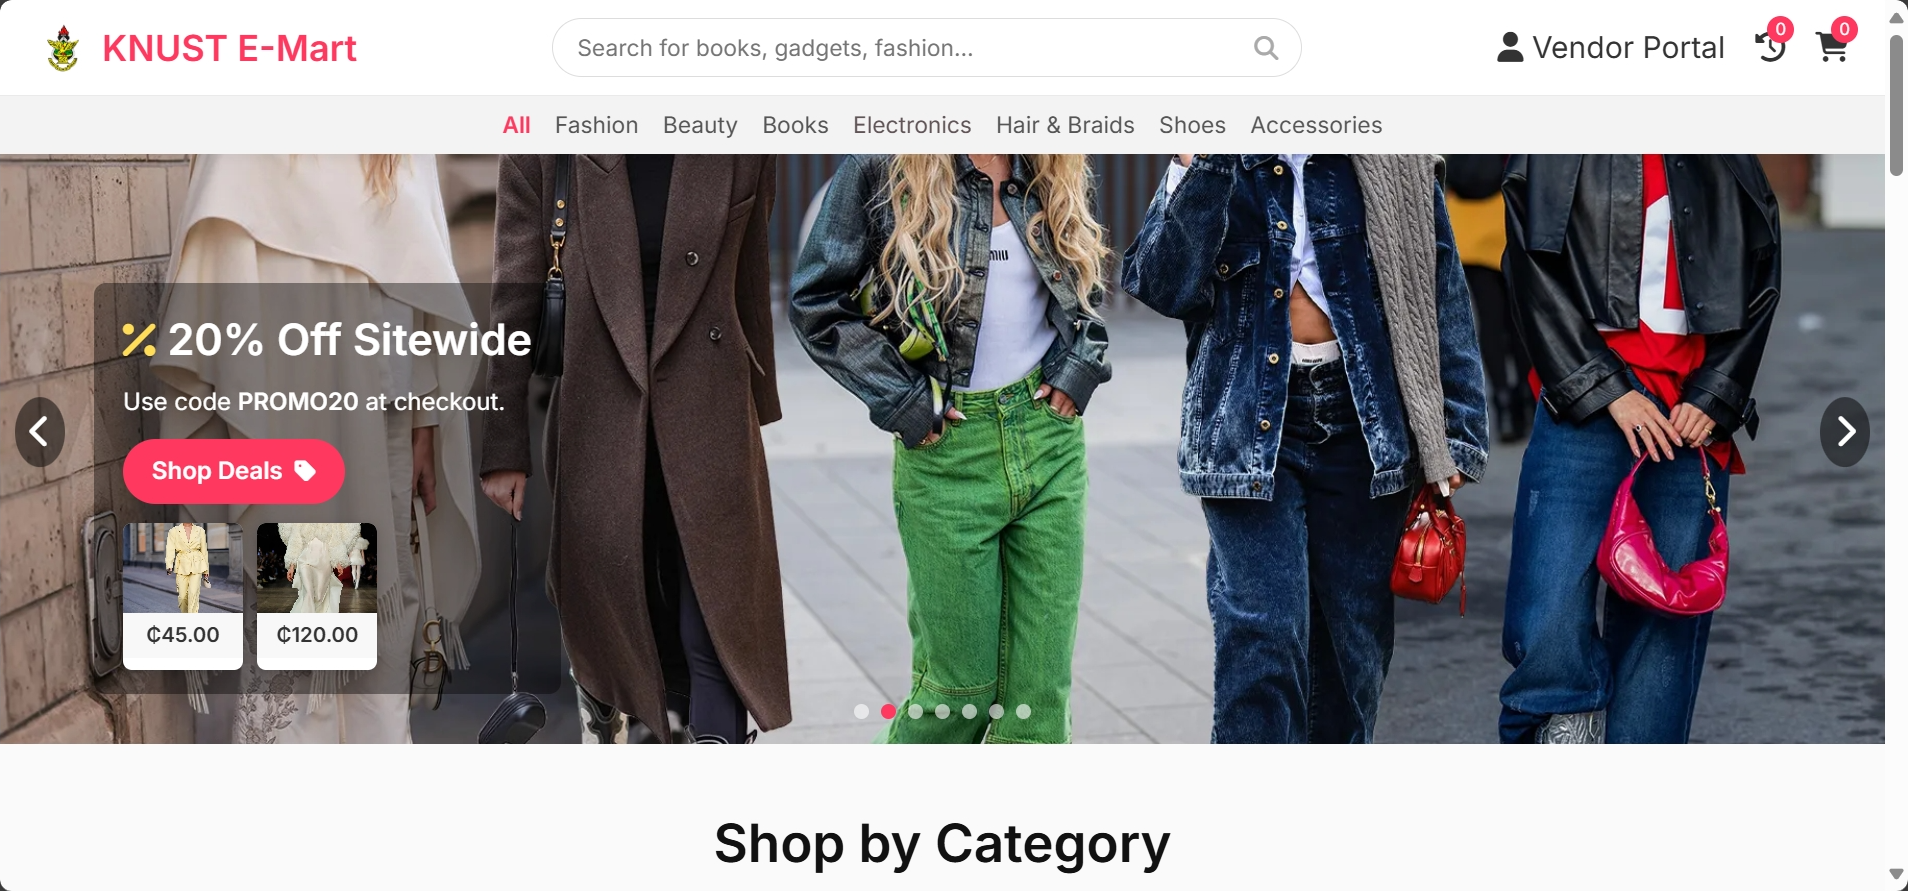 KNUST E-Mart
Search for books, gadgets, fashion...
Vendor Portal
0
0
All Fashion Beauty Books Electronics Hair & Braids Shoes Accessories
20% Off Sitewide
Use code PROMO20 at checkout.
Shop Deals
₵45.00
₵120.00
Shop by Category